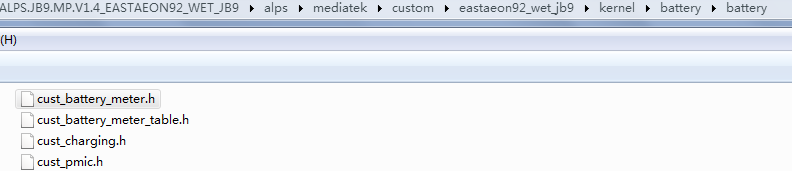 ALPS.JB9.MP.V1.4_EASTAEON92_WET_JB9 ▸ alps ▸ mediatek ▸ custom ▸ eastaeon92_wet_jb9 ▸ kernel ▸ battery ▸ battery
(H)
cust_battery_meter.h
cust_battery_meter_table.h
cust_charging.h
cust_pmic.h